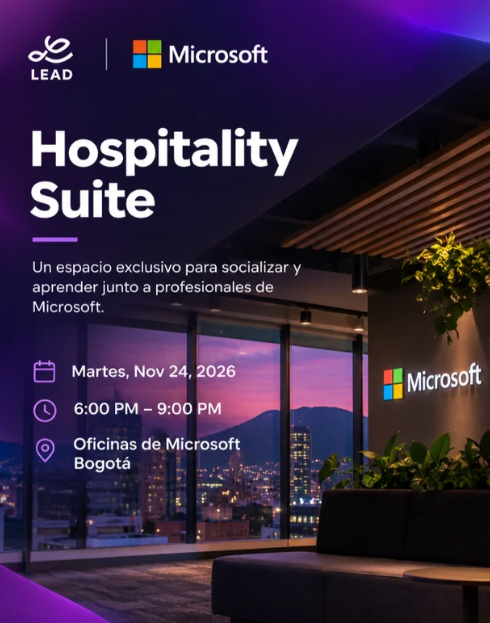 LEAD
Microsoft
Hospitality
Suite
Un espacio exclusivo para socializar y
aprender junto a profesionales de
Microsoft.
Martes, Nov 24, 2026
6:00 PM – 9:00 PM
Oficinas de Microsoft
Bogotá
Microsoft